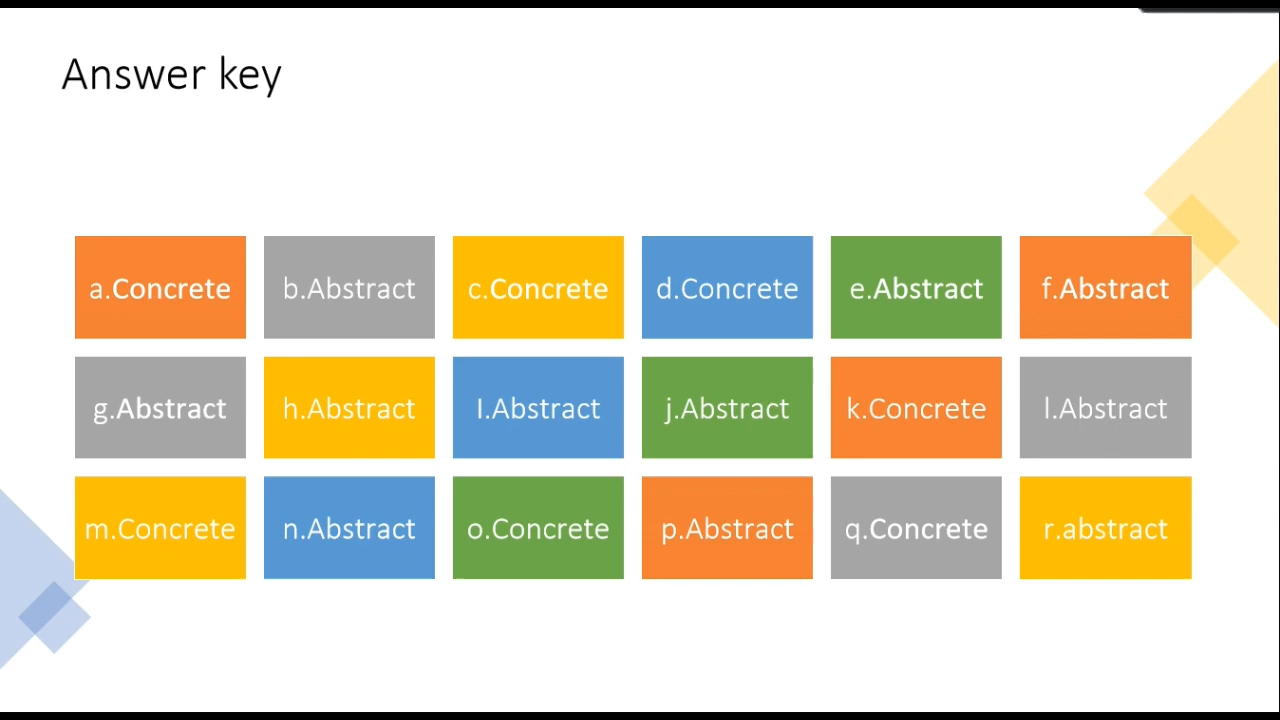 Answer key
a.Concrete
b.Abstract
c.Concrete
d.Concrete
e.Abstract
f.Abstract
g.Abstract
h.Abstract
I.Abstract
j.Abstract
k.Concrete
l.Abstract
m.Concrete
n.Abstract
o.Concrete
p.Abstract
q.Concrete
r.abstract